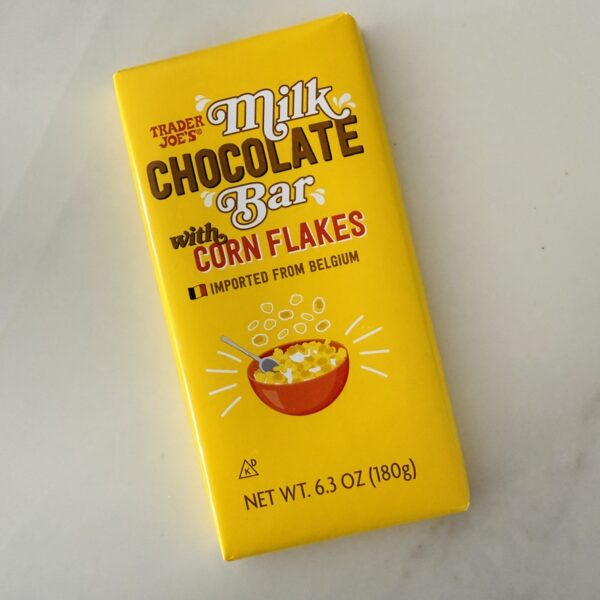 TRADER
JOE'S®
Milk
CHOCOLATE
Bar
with
CORN FLAKES
IMPORTED FROM BELGIUM
K D
NET WT. 6.3 OZ (180g)